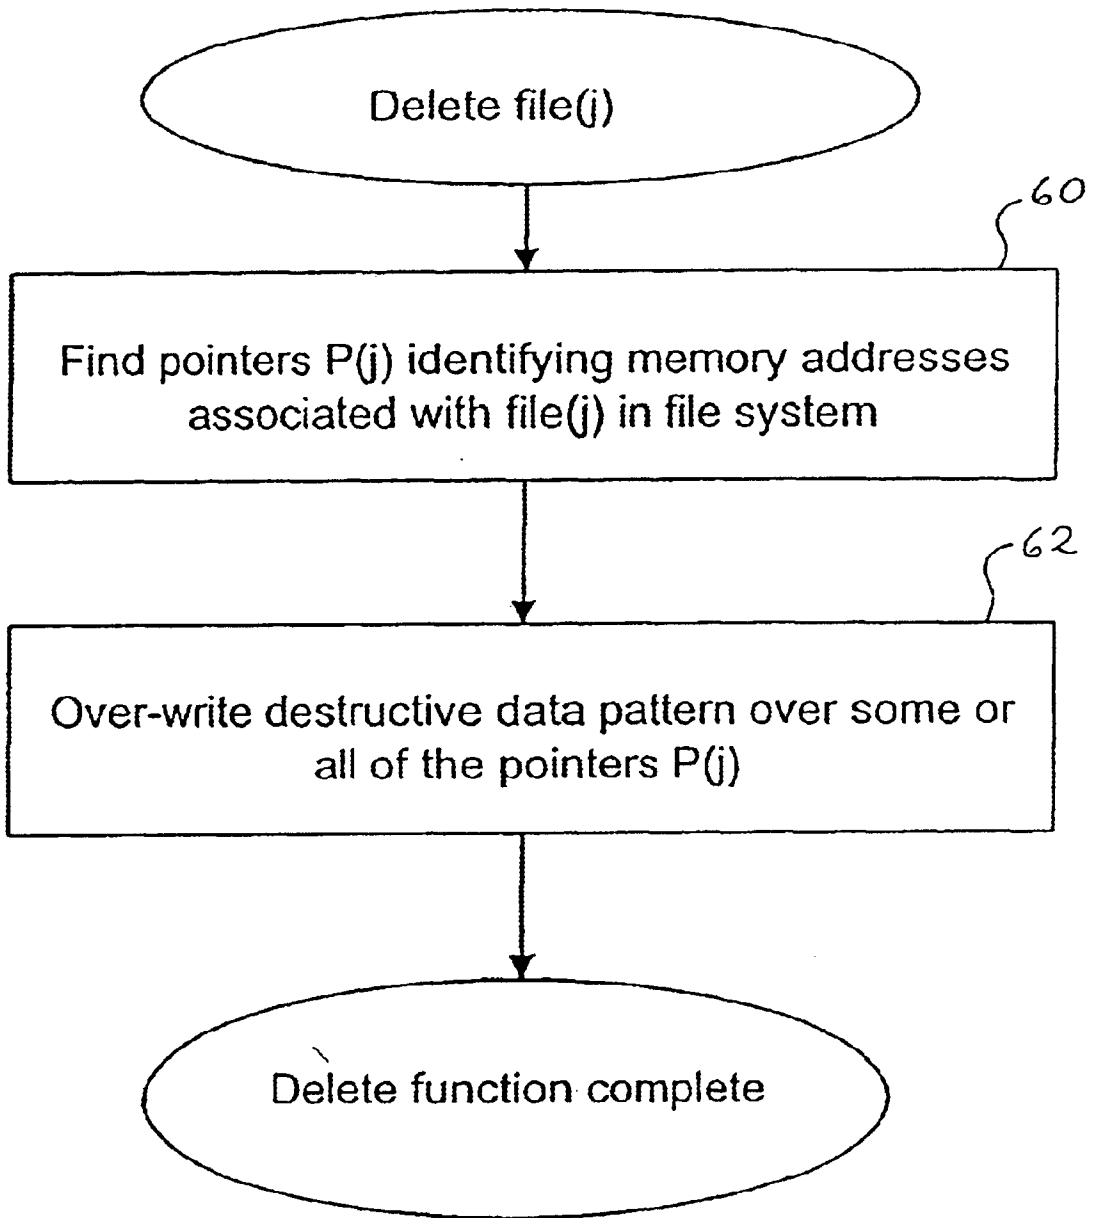 Delete file(j)
60
Find pointers P(j) identifying memory addresses
associated with file(j) in file system
62
Over-write destructive data pattern over some or
all of the pointers P(j)
Delete function complete